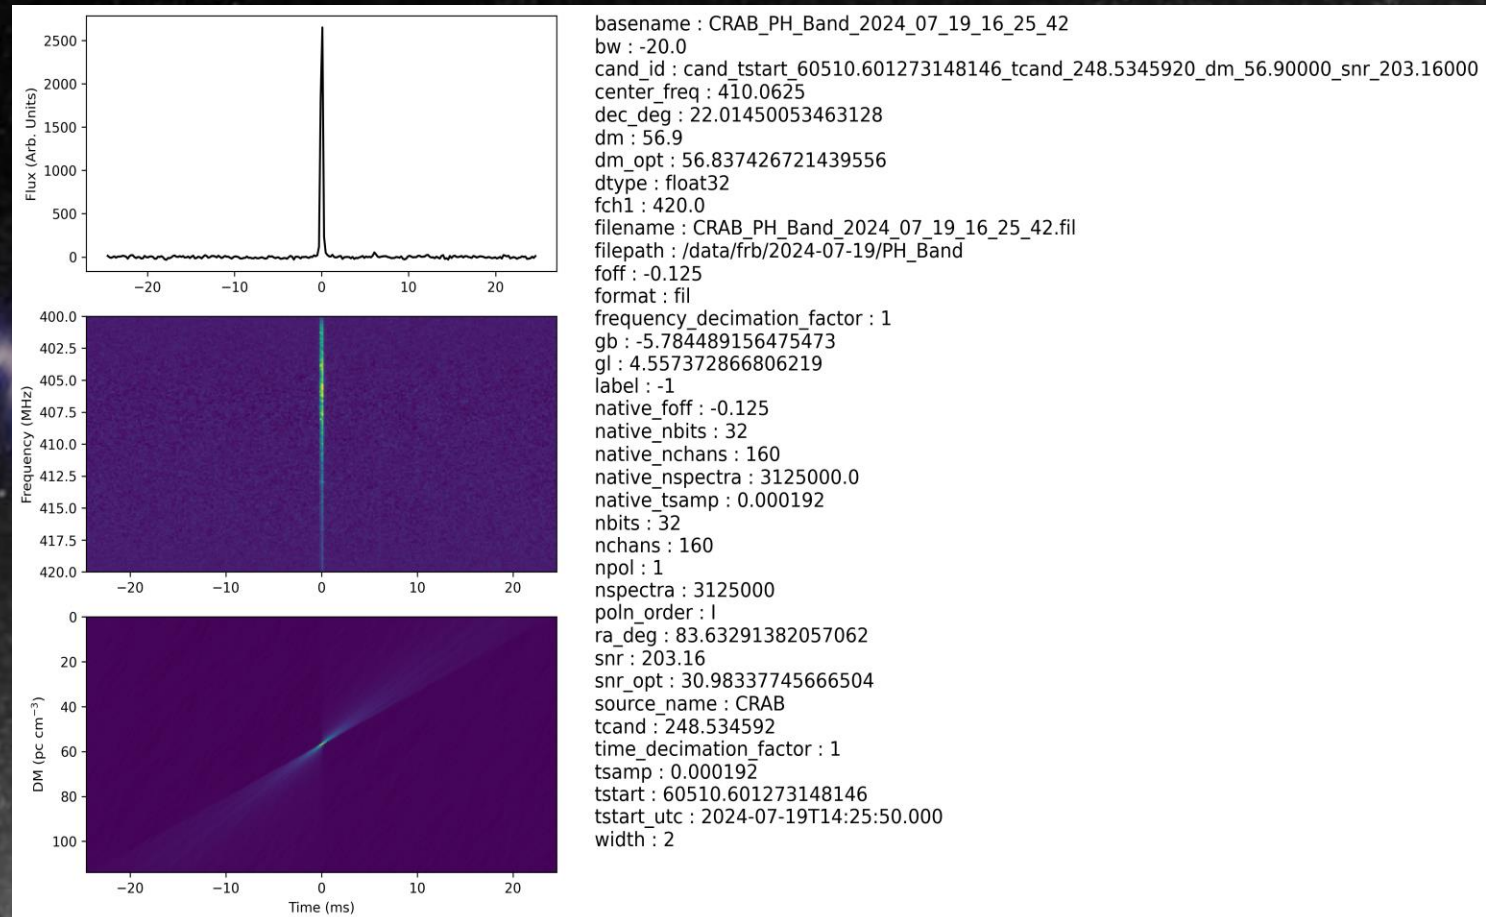 2500
2000
1500
1000
500
0
Flux (Arb. Units)
−20 −10 0 10 20
400.0
402.5
405.0
407.5
410.0
412.5
415.0
417.5
420.0
Frequency (MHz)
−20 −10 0 10 20
0
20
40
60
80
100
DM (pc cm⁻³)
−20 −10 0 10 20
Time (ms)
basename : CRAB_PH_Band_2024_07_19_16_25_42
bw : -20.0
cand_id : cand_tstart_60510.601273148146_tcand_248.5345920_dm_56.90000_snr_203.16000
center_freq : 410.0625
dec_deg : 22.01450053463128
dm : 56.9
dm_opt : 56.837426721439556
dtype : float32
fch1 : 420.0
filename : CRAB_PH_Band_2024_07_19_16_25_42.fil
filepath : /data/frb/2024-07-19/PH_Band
foff : -0.125
format : fil
frequency_decimation_factor : 1
gb : -5.784489156475473
gl : 4.557372866806219
label : -1
native_foff : -0.125
native_nbits : 32
native_nchans : 160
native_nspectra : 3125000.0
native_tsamp : 0.000192
nbits : 32
nchans : 160
npol : 1
nspectra : 3125000
poln_order : I
ra_deg : 83.63291382057062
snr : 203.16
snr_opt : 30.98337745666504
source_name : CRAB
tcand : 248.534592
time_decimation_factor : 1
tsamp : 0.000192
tstart : 60510.601273148146
tstart_utc : 2024-07-19T14:25:50.000
width : 2